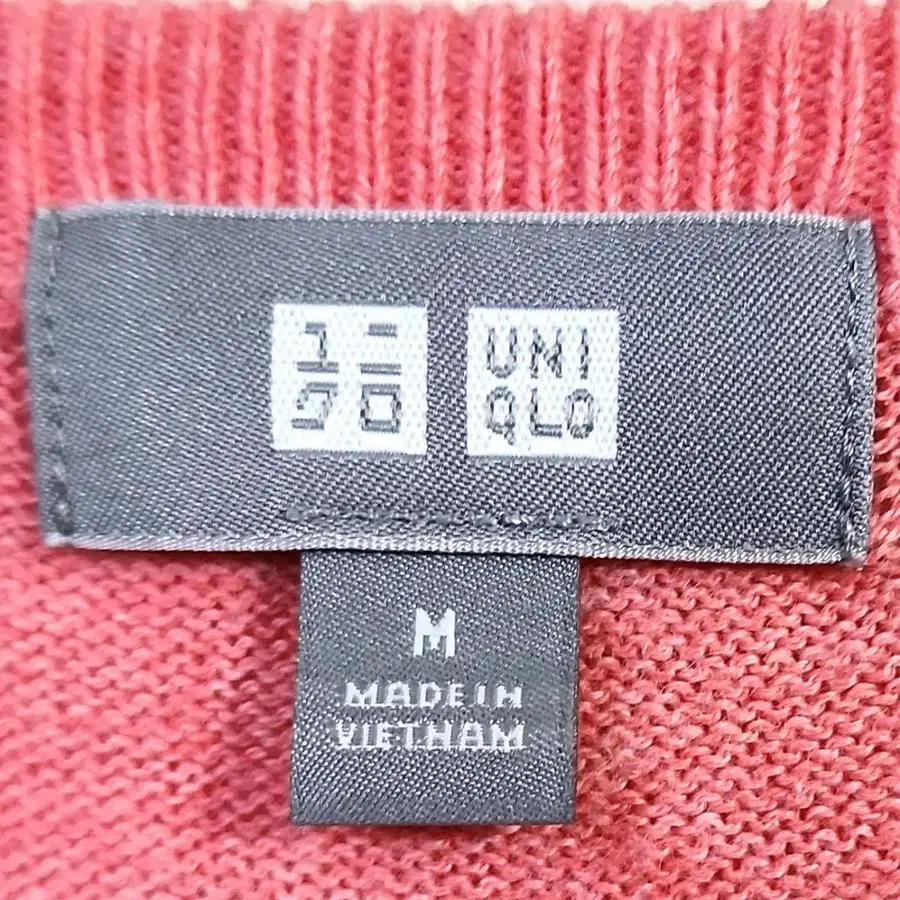 ユニ UNI
クロ QLO
M
MADE IN
VIETNAM